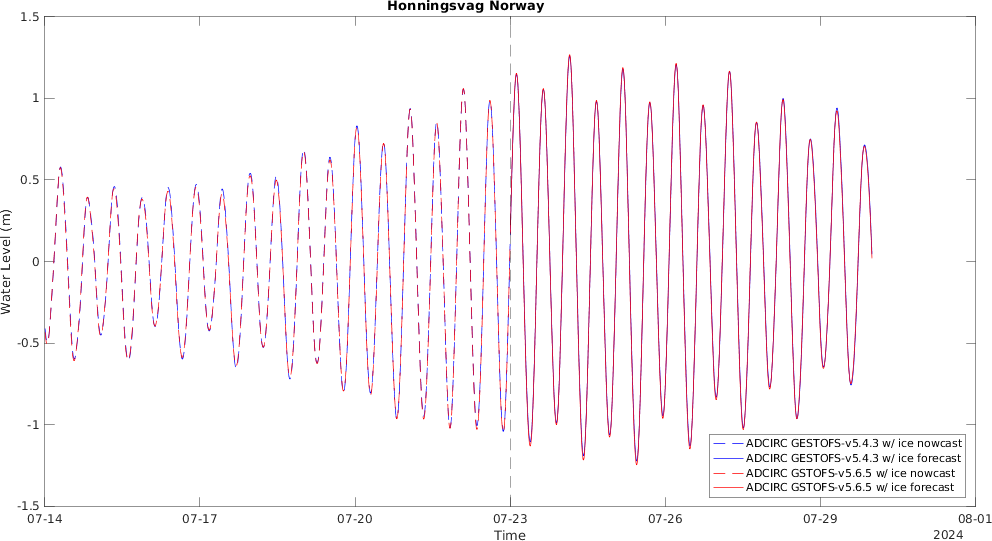 Honningsvag Norway
1.5
1
0.5
0
-0.5
-1
-1.5
Water Level (m)
ADCIRC GESTOFS-v5.4.3 w/ ice nowcast
ADCIRC GESTOFS-v5.4.3 w/ ice forecast
ADCIRC GSTOFS-v5.6.5 w/ ice nowcast
ADCIRC GSTOFS-v5.6.5 w/ ice forecast
07-14 07-17 07-20 07-23 07-26 07-29 08-01
Time
2024